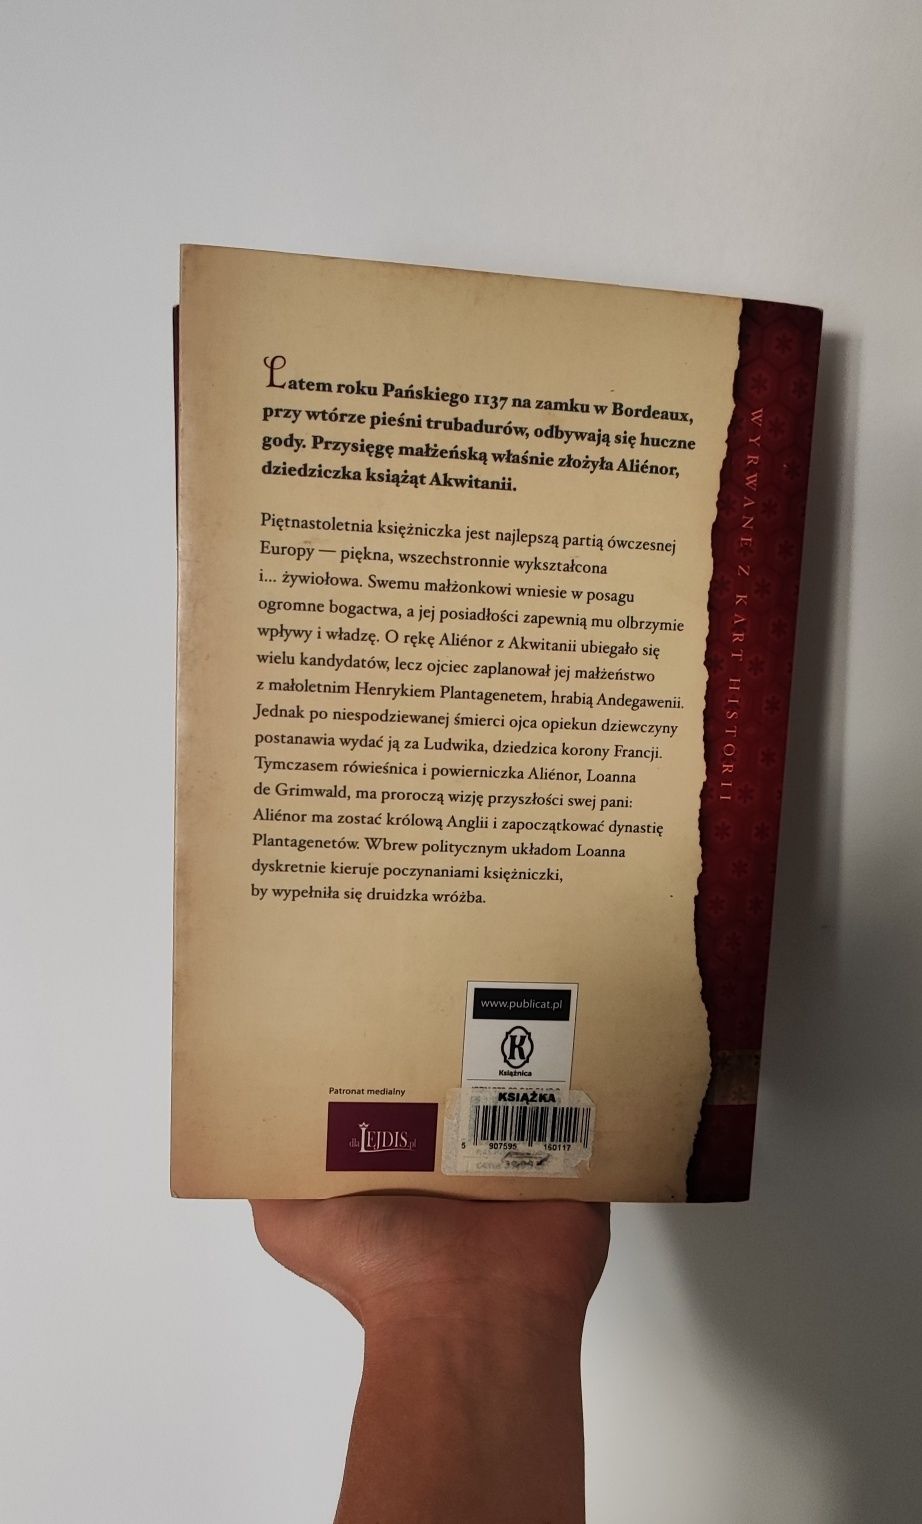 Latem roku Pańskiego 1137 na zamku w Bordeaux,
przy wtórze pieśni trubadurów, odbywają się huczne
gody. Przysięgę małżeńską właśnie złożyła Aliénor,
dziedziczka książąt Akwitanii.
Piętnastoletnia księżniczka jest najlepszą partią ówczesnej
Europy — piękna, wszechstronnie wykształcona
i... żywiołowa. Swemu małżonkowi wniesie w posagu
ogromne bogactwa, a jej posiadłości zapewnią mu olbrzymie
wpływy i władzę. O rękę Aliénor z Akwitanii ubiegało się
wielu kandydatów, lecz ojciec zaplanował jej małżeństwo
z małoletnim Henrykiem Plantagenetem, hrabią Andegawenii.
Jednak po niespodziewanej śmierci ojca opiekun dziewczyny
postanawia wydać ją za Ludwika, dziedzica korony Francji.
Tymczasem rówieśnica i powierniczka Aliénor, Loanna
de Grimwald, ma proroczą wizję przyszłości swej pani:
Aliénor ma zostać królową Anglii i zapoczątkować dynastię
Plantagenetów. Wbrew politycznym układom Loanna
dyskretnie kieruje poczynaniami księżniczki,
by wypełniła się druidzka wróżba.
WYRWANE Z KART HISTORII
www.publicat.pl
K
Książnica
Patronat medialny
dlaLEJDIS.pl
KSIĄŻKA
5 907595 160117